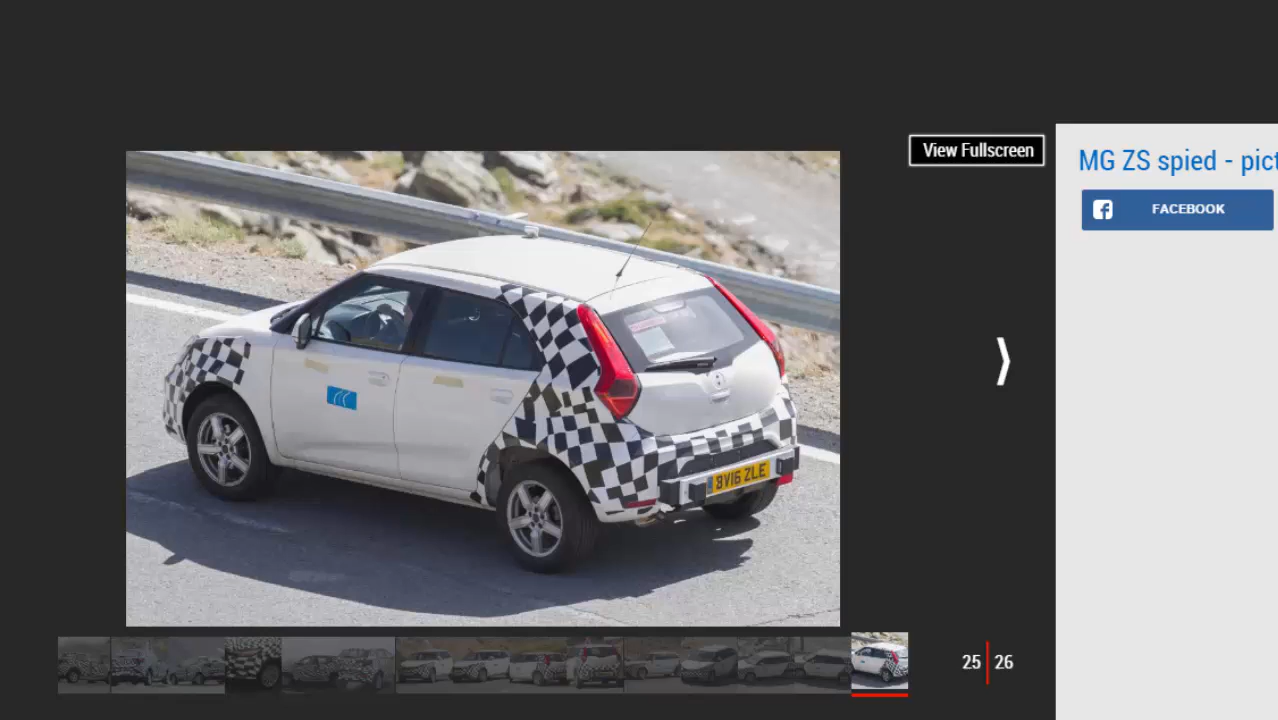 View Fullscreen
MG ZS spied - pict
FACEBOOK
BV16 ZLE
25 26